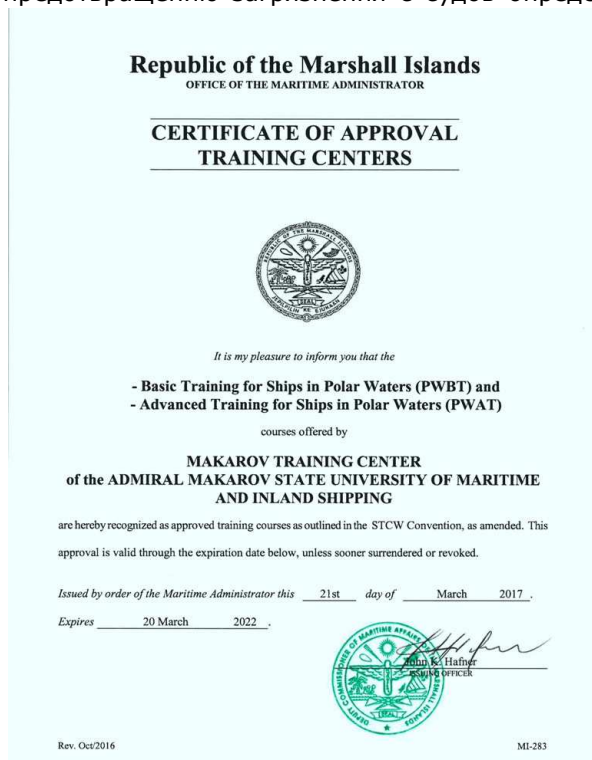 предотвращению загрязнения с судов опреде
Republic of the Marshall Islands
OFFICE OF THE MARITIME ADMINISTRATOR
CERTIFICATE OF APPROVAL
TRAINING CENTERS
It is my pleasure to inform you that the
- Basic Training for Ships in Polar Waters (PWBT) and
- Advanced Training for Ships in Polar Waters (PWAT)
courses offered by
MAKAROV TRAINING CENTER
of the ADMIRAL MAKAROV STATE UNIVERSITY OF MARITIME
AND INLAND SHIPPING
are hereby recognized as approved training courses as outlined in the STCW Convention, as amended. This
approval is valid through the expiration date below, unless sooner surrendered or revoked.
Issued by order of the Maritime Administrator this 21st day of March 2017 .
Expires 20 March 2022 .
John K. Hafner
ISSUING OFFICER
Rev. Oct/2016
MI-283